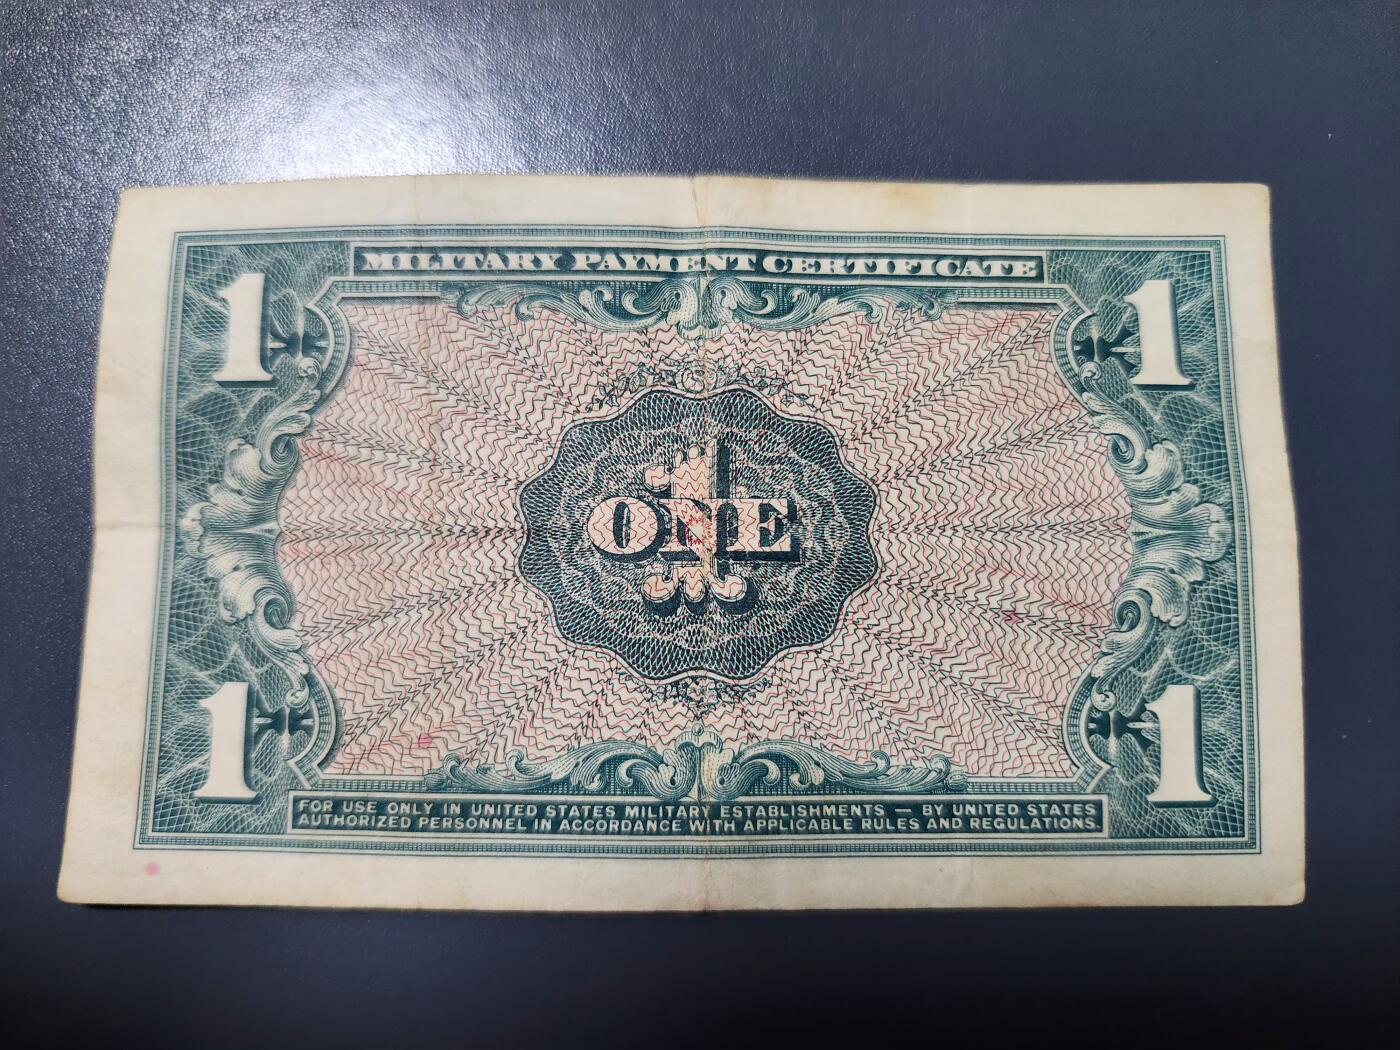 MILITARY PAYMENT CERTIFICATE
1 1
1
ONE
1 1
FOR USE ONLY IN UNITED STATES MILITARY ESTABLISHMENTS — BY UNITED STATES
AUTHORIZED PERSONNEL IN ACCORDANCE WITH APPLICABLE RULES AND REGULATIONS.